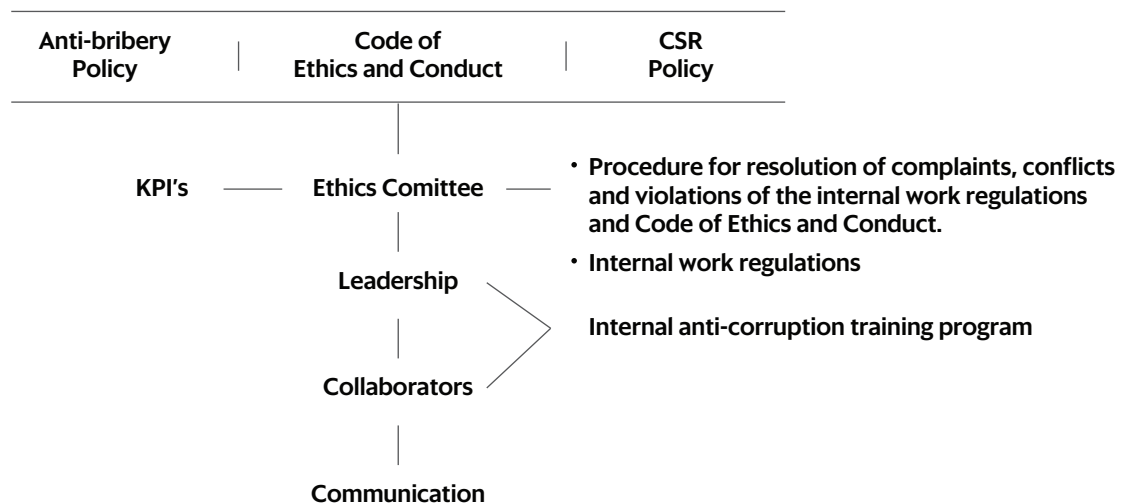 Anti-bribery
Policy
Code of
Ethics and Conduct
CSR
Policy
KPI's
Ethics Comittee
• Procedure for resolution of complaints, conflicts
and violations of the internal work regulations
and Code of Ethics and Conduct.
• Internal work regulations
Leadership
Internal anti-corruption training program
Collaborators
Communication